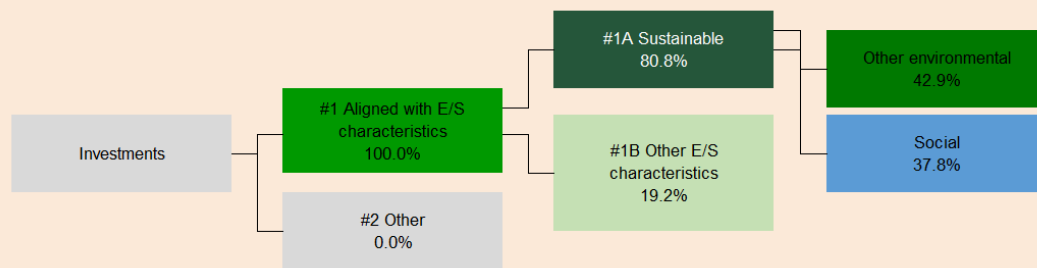 Investments
#1 Aligned with E/S
characteristics
100.0%
#2 Other
0.0%
#1A Sustainable
80.8%
#1B Other E/S
characteristics
19.2%
Other environmental
42.9%
Social
37.8%